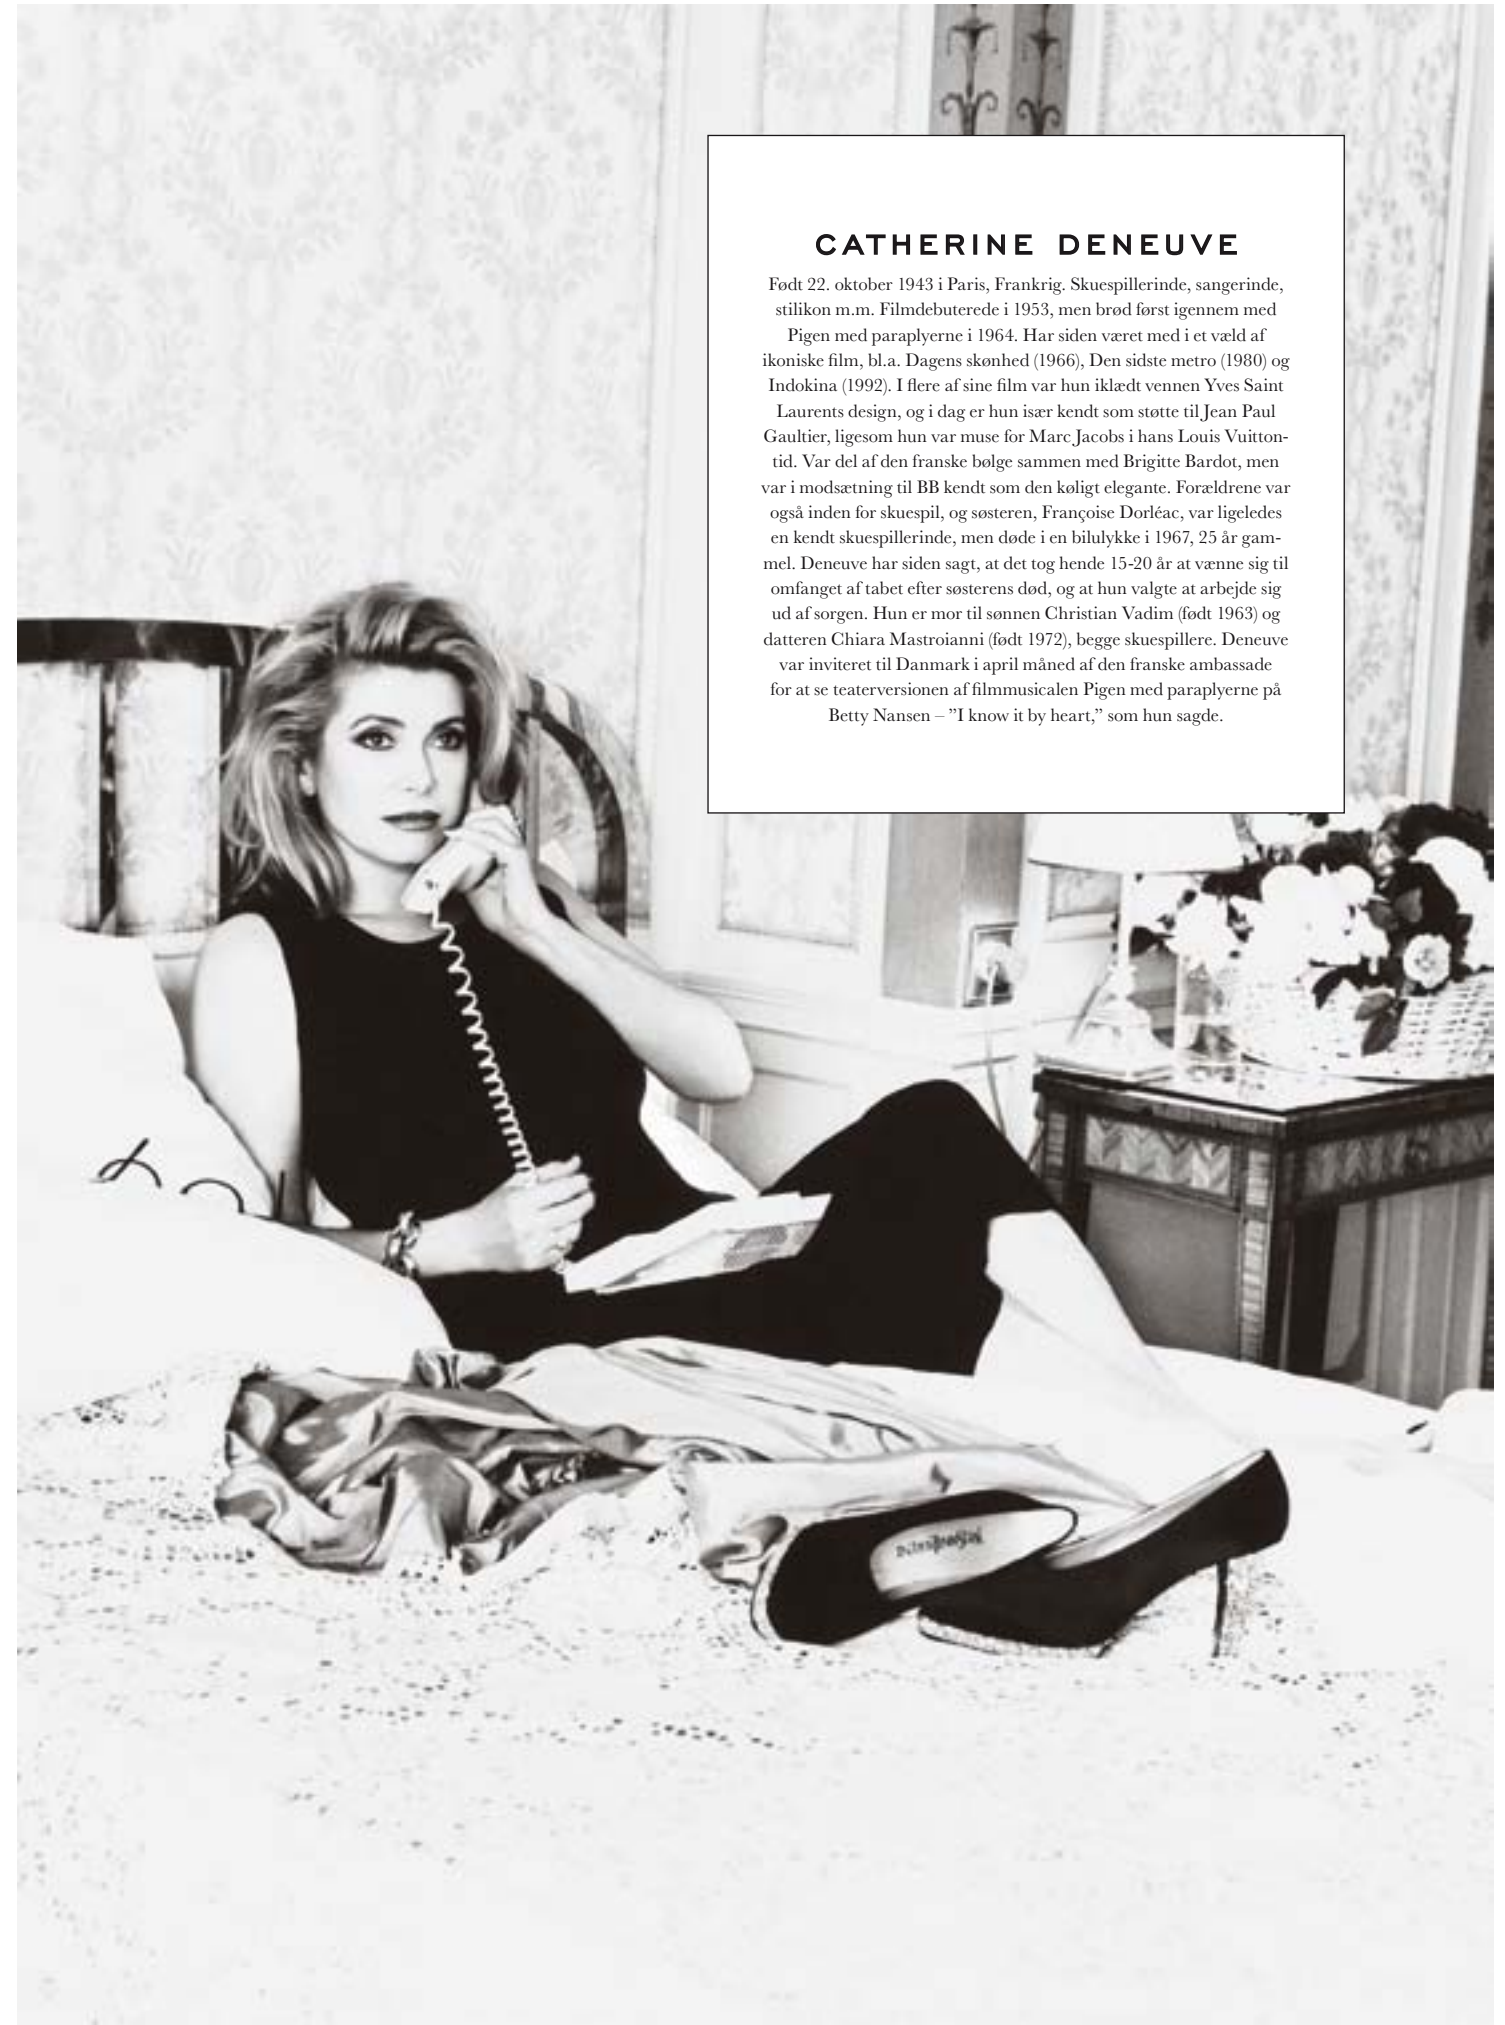 CATHERINE DENEUVE
Født 22. oktober 1943 i Paris, Frankrig. Skuespillerinde, sangerinde,
stilikon m.m. Filmdebuterede i 1953, men brød først igennem med
Pigen med paraplyerne i 1964. Har siden været med i et væld af
ikoniske film, bl.a. Dagens skønhed (1966), Den sidste metro (1980) og
Indokina (1992). I flere af sine film var hun iklædt vennen Yves Saint
Laurents design, og i dag er hun især kendt som støtte til Jean Paul
Gaultier, ligesom hun var muse for Marc Jacobs i hans Louis Vuitton-
tid. Var del af den franske bølge sammen med Brigitte Bardot, men
var i modsætning til BB kendt som den køligt elegante. Forældrene var
også inden for skuespil, og søsteren, Françoise Dorléac, var ligeledes
en kendt skuespillerinde, men døde i en bilulykke i 1967, 25 år gam-
mel. Deneuve har siden sagt, at det tog hende 15-20 år at vænne sig til
omfanget af tabet efter søsterens død, og at hun valgte at arbejde sig
ud af sorgen. Hun er mor til sønnen Christian Vadim (født 1963) og
datteren Chiara Mastroianni (født 1972), begge skuespillere. Deneuve
var inviteret til Danmark i april måned af den franske ambassade
for at se teaterversionen af filmmusicalen Pigen med paraplyerne på
Betty Nansen – ”I know it by heart,” som hun sagde.